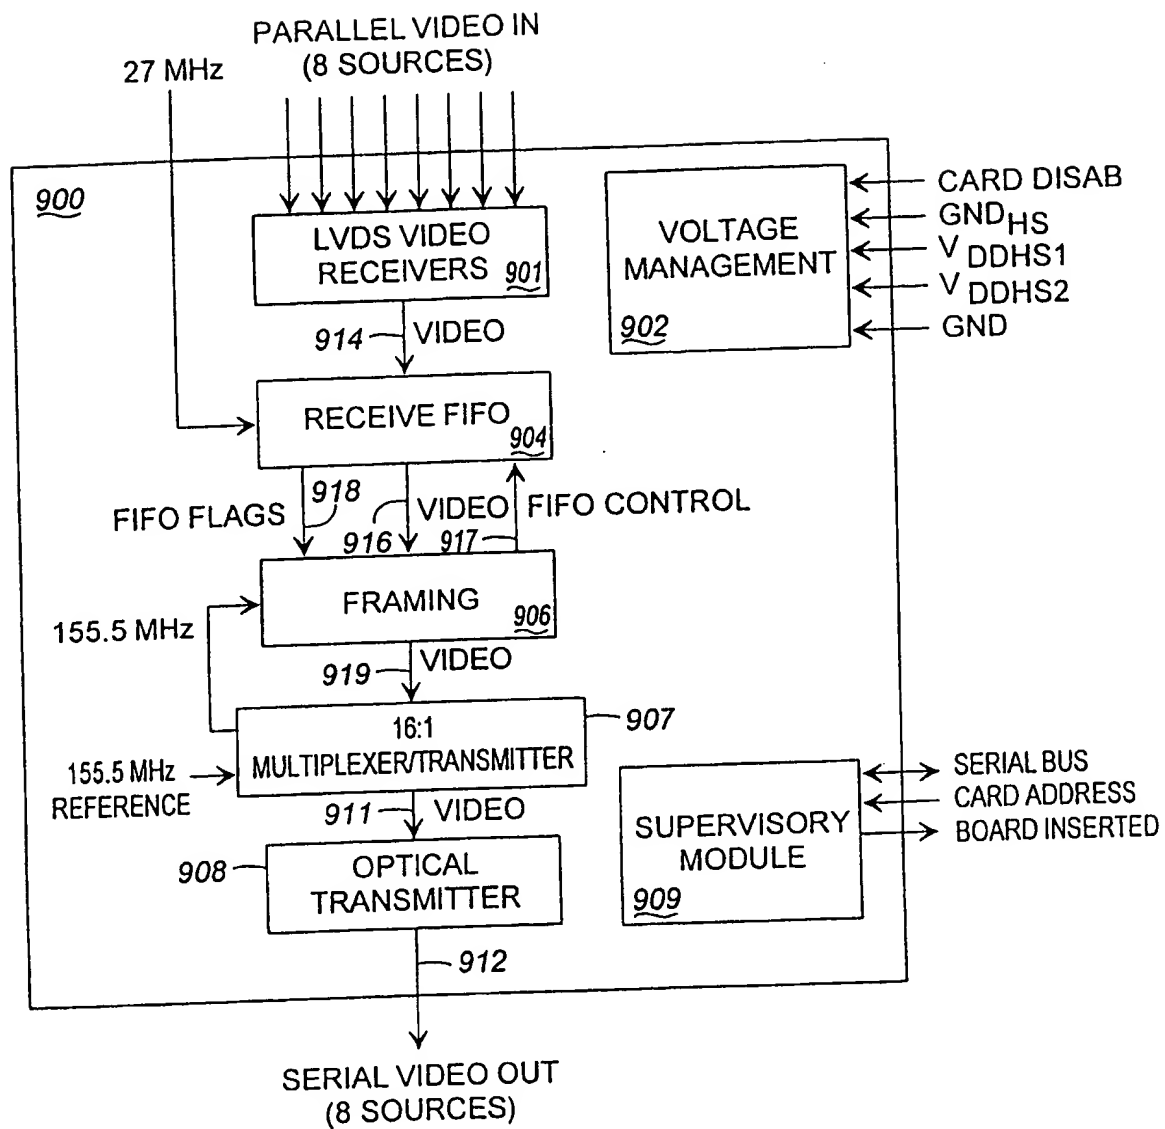 PARALLEL VIDEO IN
(8 SOURCES)
27 MHz
900
LVDS VIDEO
RECEIVERS
901
VOLTAGE
MANAGEMENT
902
CARD DISAB
GNDHS
VDDHS1
VDDHS2
GND
914
VIDEO
RECEIVE FIFO
904
FIFO FLAGS
918
916
VIDEO
917
FIFO CONTROL
FRAMING
906
155.5 MHz
919
VIDEO
16:1
MULTIPLEXER/TRANSMITTER
907
155.5 MHz
REFERENCE
911
VIDEO
908
OPTICAL
TRANSMITTER
SUPERVISORY
MODULE
909
SERIAL BUS
CARD ADDRESS
BOARD INSERTED
912
SERIAL VIDEO OUT
(8 SOURCES)